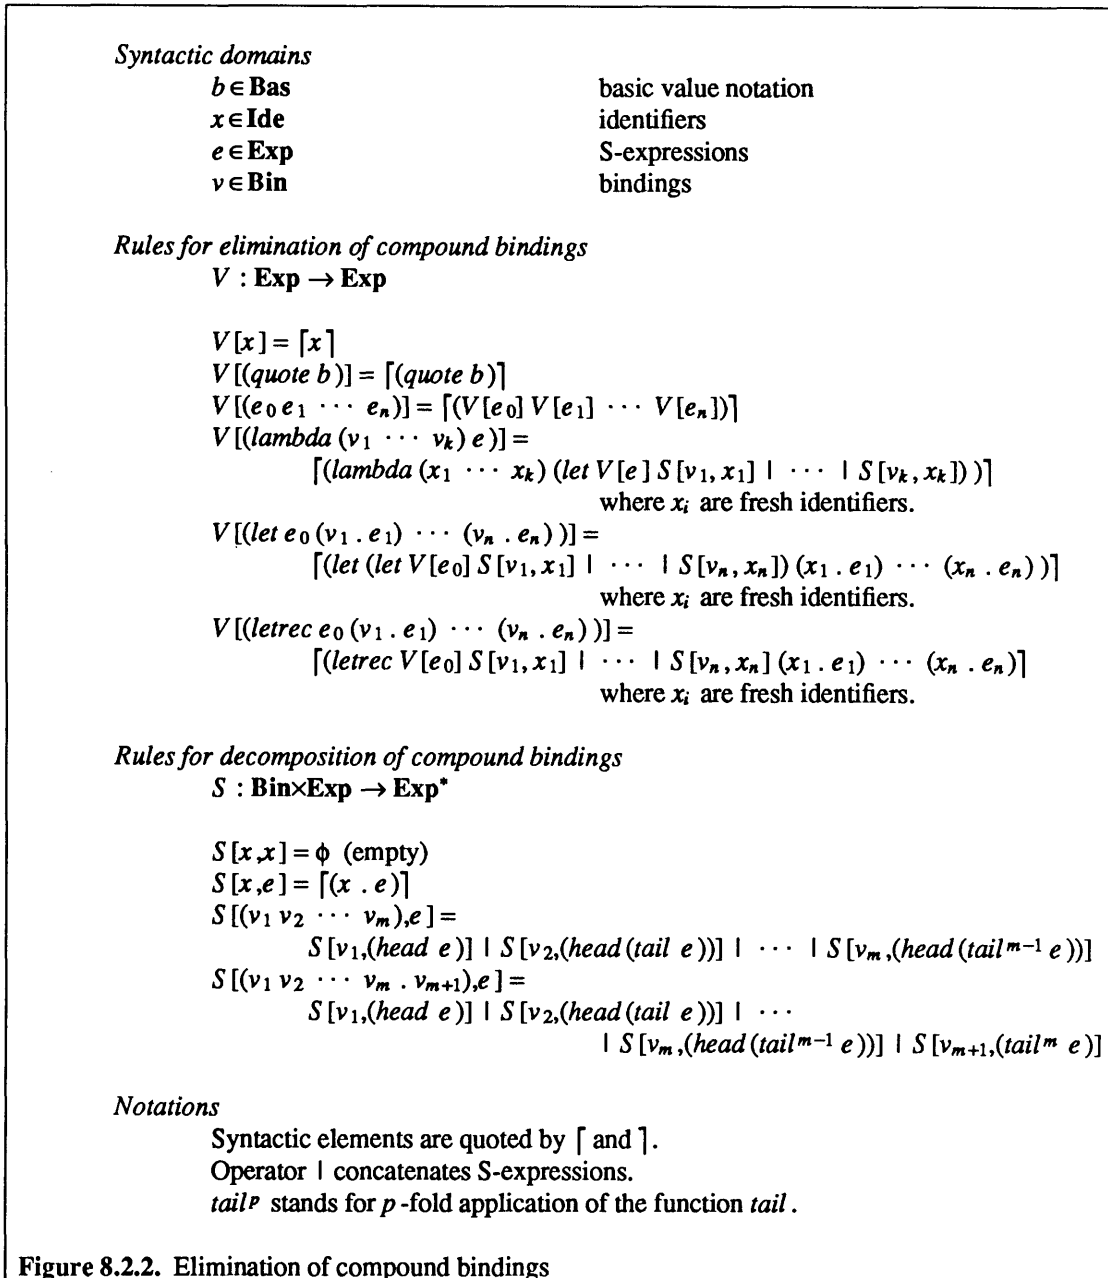 Syntactic domains
b ∈ Bas basic value notation
x ∈ Ide identifiers
e ∈ Exp S-expressions
v ∈ Bin bindings
Rules for elimination of compound bindings
V : Exp → Exp
V[x] = ⌈x⌉
V[(quote b)] = ⌈(quote b)⌉
V[(e₀ e₁ ··· eₙ)] = ⌈(V[e₀] V[e₁] ··· V[eₙ])⌉
V[(lambda (v₁ ··· vₖ) e)] =
⌈(lambda (x₁ ··· xₖ) (let V[e] S[v₁, x₁] | ··· | S[vₖ, xₖ]) )⌉
where xᵢ are fresh identifiers.
V[(let e₀ (v₁ . e₁) ··· (vₙ . eₙ) )] =
⌈(let (let V[e₀] S[v₁, x₁] | ··· | S[vₙ, xₙ]) (x₁ . e₁) ··· (xₙ . eₙ) )⌉
where xᵢ are fresh identifiers.
V[(letrec e₀ (v₁ . e₁) ··· (vₙ . eₙ) )] =
⌈(letrec V[e₀] S[v₁, x₁] | ··· | S[vₙ, xₙ] (x₁ . e₁) ··· (xₙ . eₙ)⌉
where xᵢ are fresh identifiers.
Rules for decomposition of compound bindings
S : Bin×Exp → Exp*
S[x,x] = ϕ (empty)
S[x,e] = ⌈(x . e)⌉
S[(v₁ v₂ ··· vₘ),e] =
S[v₁,(head e)] | S[v₂,(head (tail e))] | ··· | S[vₘ,(head (tailᵐ⁻¹ e))]
S[(v₁ v₂ ··· vₘ . vₘ₊₁),e] =
S[v₁,(head e)] | S[v₂,(head (tail e))] | ···
| S[vₘ,(head (tailᵐ⁻¹ e))] | S[vₘ₊₁,(tailᵐ e)]
Notations
Syntactic elements are quoted by ⌈ and ⌉.
Operator | concatenates S-expressions.
tailᵖ stands for p-fold application of the function tail.
Figure 8.2.2. Elimination of compound bindings